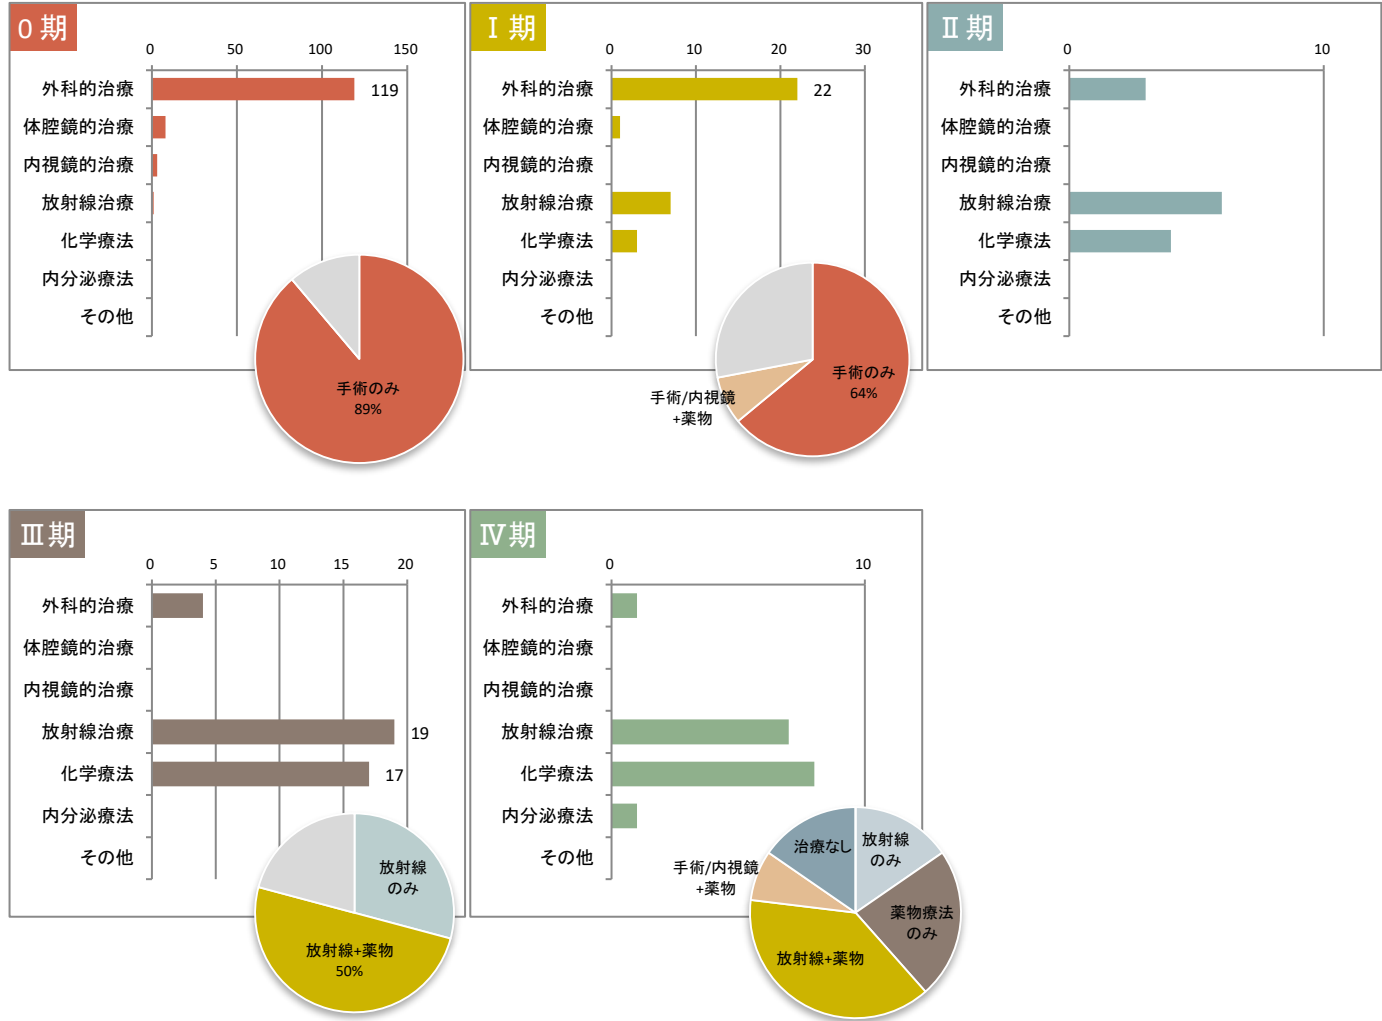 0期
0 50 100 150
外科的治療 119
体腔鏡的治療
内視鏡的治療
放射線治療
化学療法
内分泌療法
その他
手術のみ
89%
Ⅰ期
0 10 20 30
外科的治療 22
体腔鏡的治療
内視鏡的治療
放射線治療
化学療法
内分泌療法
その他
手術のみ
64%
手術/内視鏡
+薬物
Ⅱ期
0 10
外科的治療
体腔鏡的治療
内視鏡的治療
放射線治療
化学療法
内分泌療法
その他
Ⅲ期
0 5 10 15 20
外科的治療
体腔鏡的治療
内視鏡的治療
放射線治療 19
化学療法 17
内分泌療法
その他
放射線
のみ
放射線+薬物
50%
Ⅳ期
0 10
外科的治療
体腔鏡的治療
内視鏡的治療
放射線治療
化学療法
内分泌療法
その他
治療なし
放射線
のみ
手術/内視鏡
+薬物
薬物療法
のみ
放射線+薬物